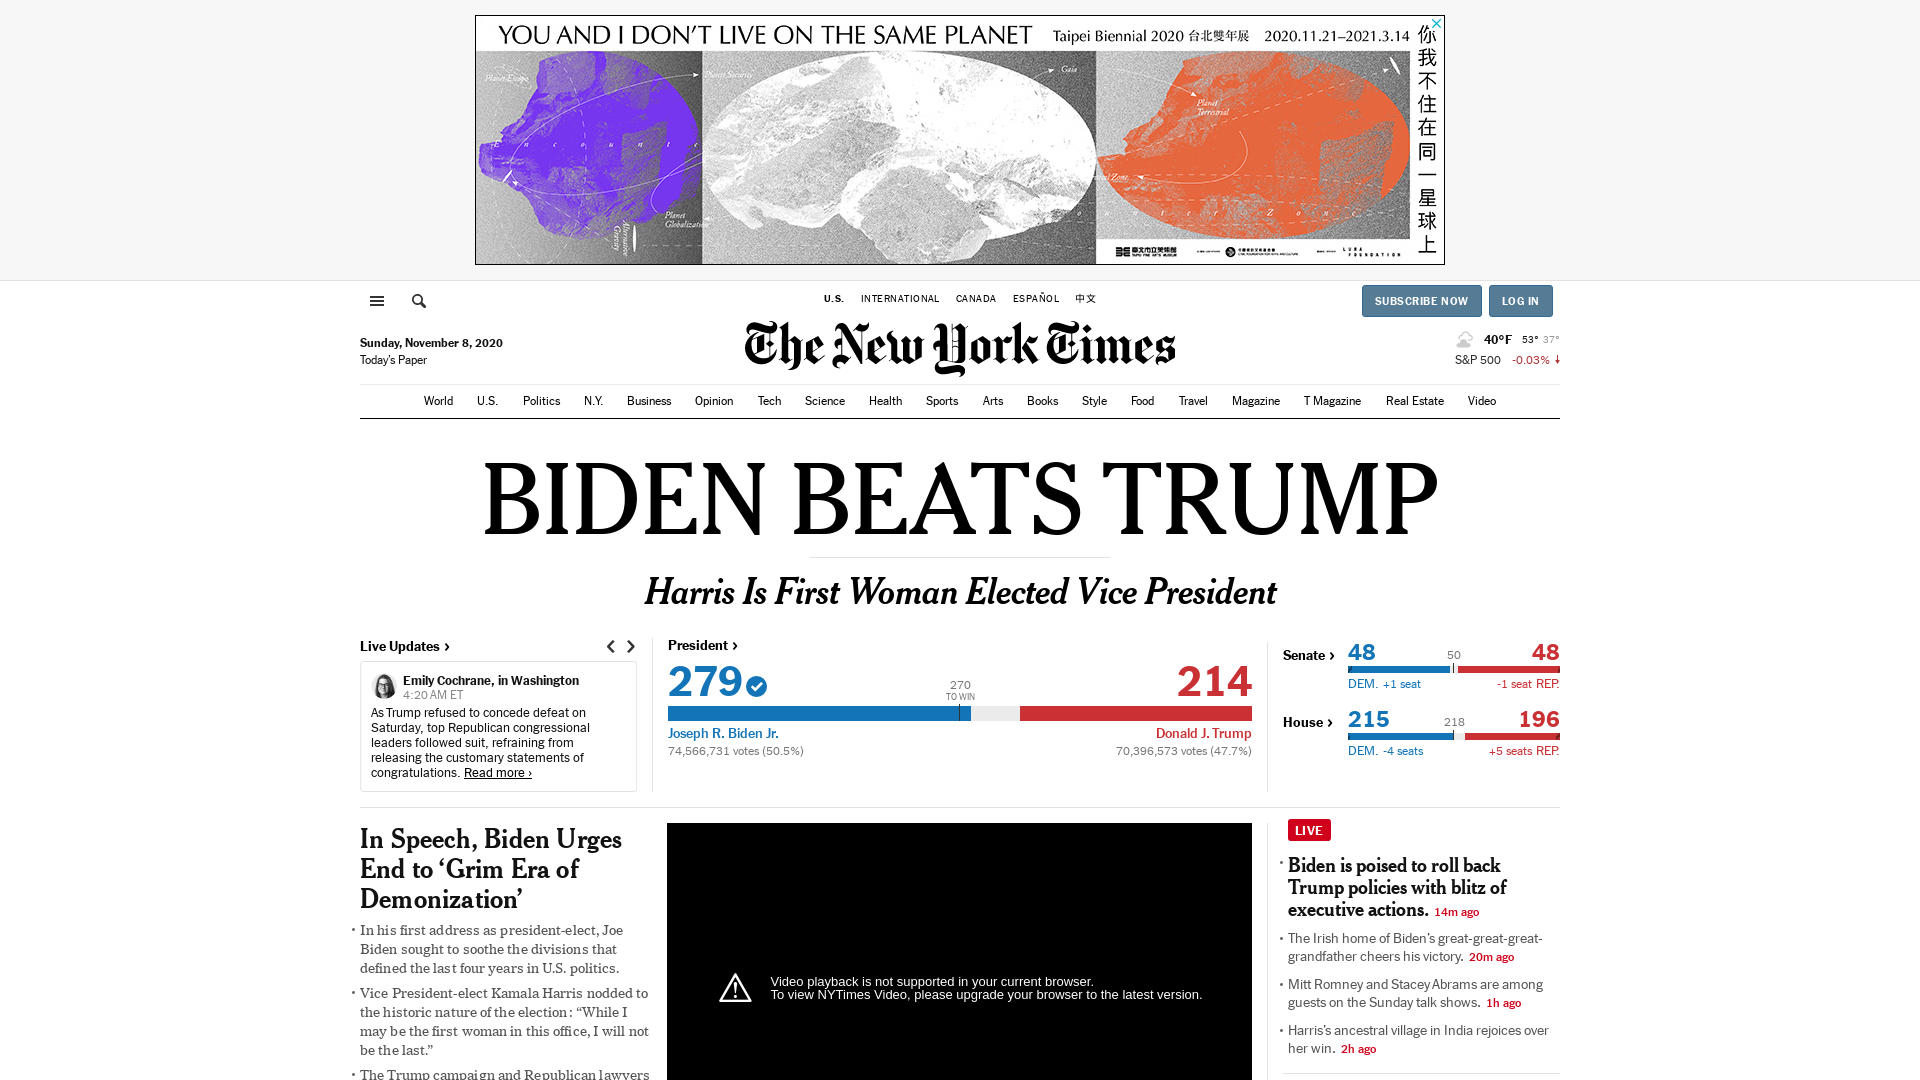 YOU AND I DON'T LIVE ON THE SAME PLANET
Taipei Biennial 2020 台北雙年展 2020.11.21–2021.3.14
你我不住在同一星球上
Planet Escape
Planet Security
Gaia
Planet
Terrestrial
Planet
Globalization
U.S.
INTERNATIONAL
CANADA
ESPAÑOL
中文
SUBSCRIBE NOW
LOG IN
Sunday, November 8, 2020
Today's Paper
The New York Times
40°F 53° 37°
S&P 500 -0.03%
World
U.S.
Politics
N.Y.
Business
Opinion
Tech
Science
Health
Sports
Arts
Books
Style
Food
Travel
Magazine
T Magazine
Real Estate
Video
BIDEN BEATS TRUMP
Harris Is First Woman Elected Vice President
Live Updates ›
Emily Cochrane, in Washington
4:20 AM ET
As Trump refused to concede defeat on
Saturday, top Republican congressional
leaders followed suit, refraining from
releasing the customary statements of
congratulations. Read more ›
President ›
279
270
TO WIN
214
Joseph R. Biden Jr.
Donald J. Trump
74,566,731 votes (50.5%)
70,396,573 votes (47.7%)
Senate ›
48
50
48
DEM. +1 seat
-1 seat REP.
House ›
215
218
196
DEM. -4 seats
+5 seats REP.
In Speech, Biden Urges
End to ‘Grim Era of
Demonization’
In his first address as president-elect, Joe
Biden sought to soothe the divisions that
defined the last four years in U.S. politics.
Vice President-elect Kamala Harris nodded to
the historic nature of the election: “While I
may be the first woman in this office, I will not
be the last.”
The Trump campaign and Republican lawyers
Video playback is not supported in your current browser.
To view NYTimes Video, please upgrade your browser to the latest version.
LIVE
Biden is poised to roll back
Trump policies with blitz of
executive actions. 14m ago
The Irish home of Biden’s great-great-great-
grandfather cheers his victory. 20m ago
Mitt Romney and Stacey Abrams are among
guests on the Sunday talk shows. 1h ago
Harris’s ancestral village in India rejoices over
her win. 2h ago